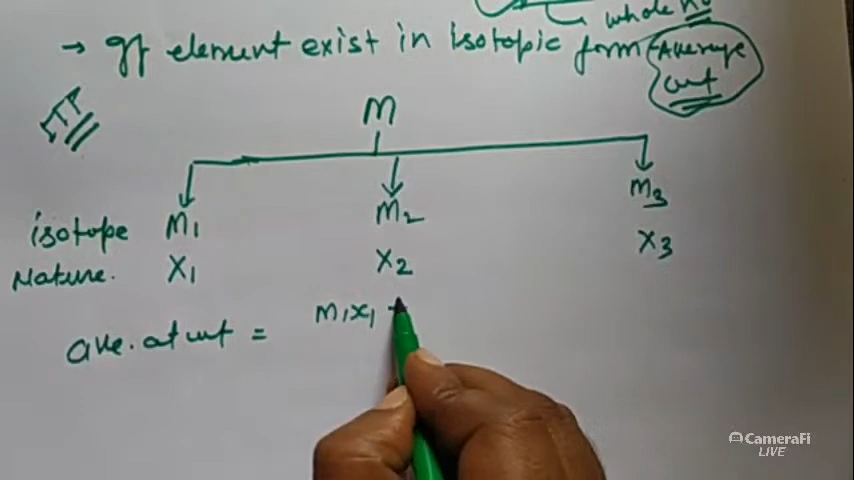 whole no
→ If element exist in isotopic form - Average
wt
M
M1 M2 M3
isotope
Nature. X1 X2 X3
ave. at wt = m1x1 +
CameraFi
LIVE